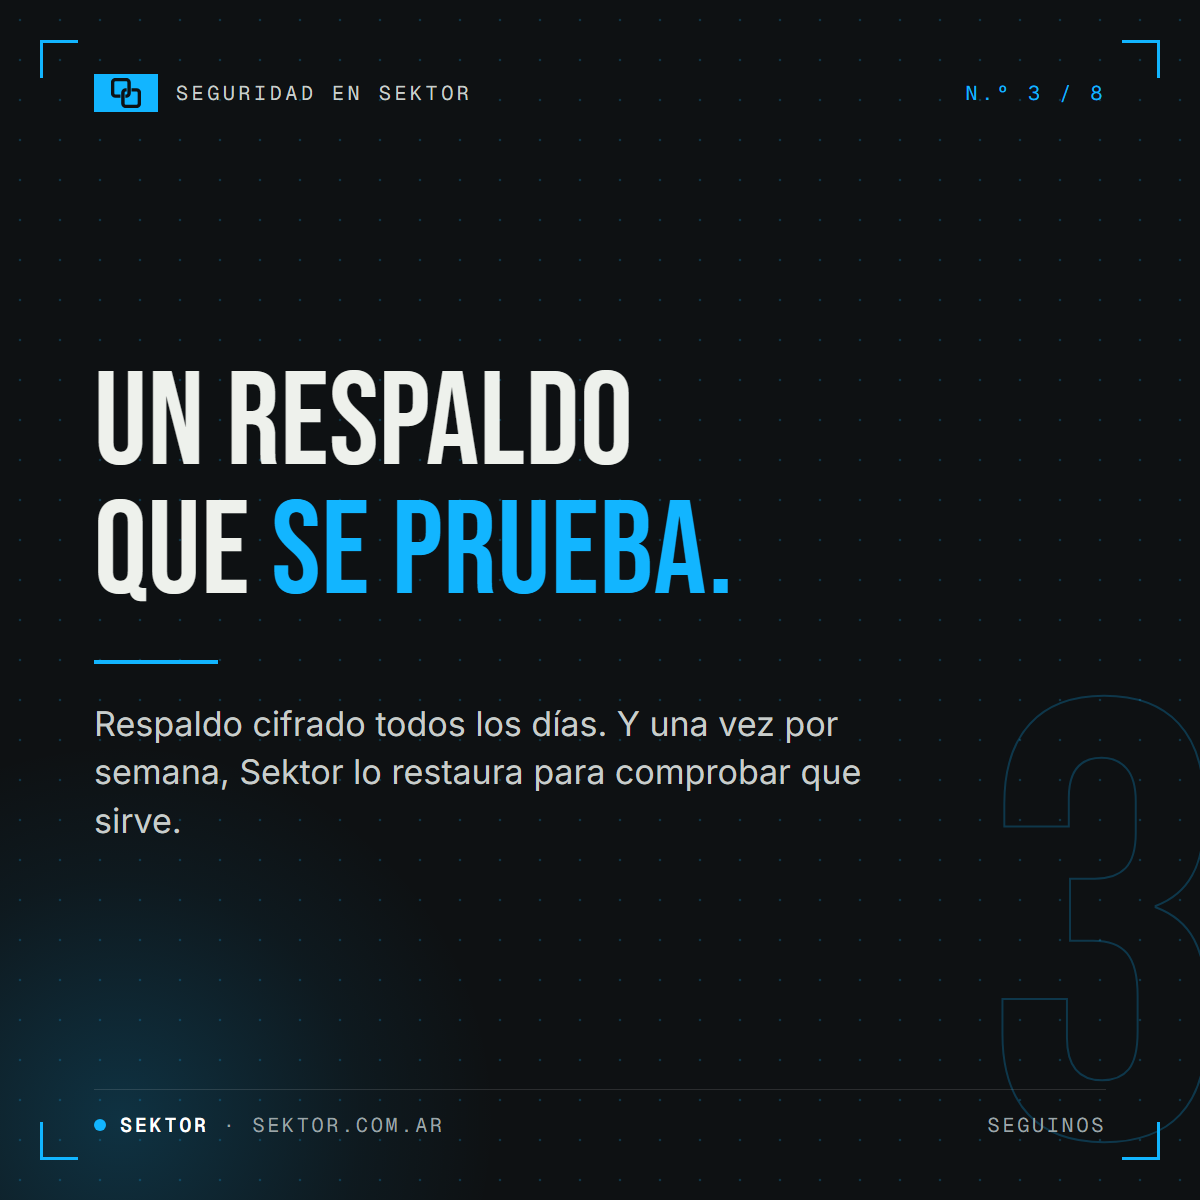 SEGURIDAD EN SEKTOR
N.º 3 / 8
UN RESPALDO
QUE SE PRUEBA.
Respaldo cifrado todos los días. Y una vez por
semana, Sektor lo restaura para comprobar que
sirve.
3
SEKTOR · SEKTOR.COM.AR
SEGUINOS